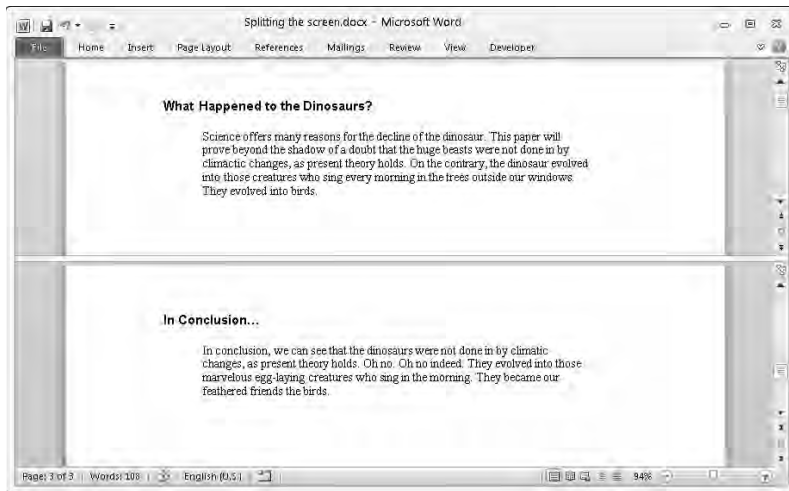 Splitting the screen.docx - Microsoft Word
File Home Insert Page Layout References Mailings Review View Developer
What Happened to the Dinosaurs?
Science offers many reasons for the decline of the dinosaur. This paper will
prove beyond the shadow of a doubt that the huge beasts were not done in by
climactic changes, as present theory holds. On the contrary, the dinosaur evolved
into those creatures who sing every morning in the trees outside our windows.
They evolved into birds.
In Conclusion...
In conclusion, we can see that the dinosaurs were not done in by climatic
changes, as present theory holds. Oh no. Oh no indeed. They evolved into those
marvelous egg-laying creatures who sing in the morning. They became our
feathered friends the birds.
Page: 3 of 3 Words: 108 English (U.S.) 94%